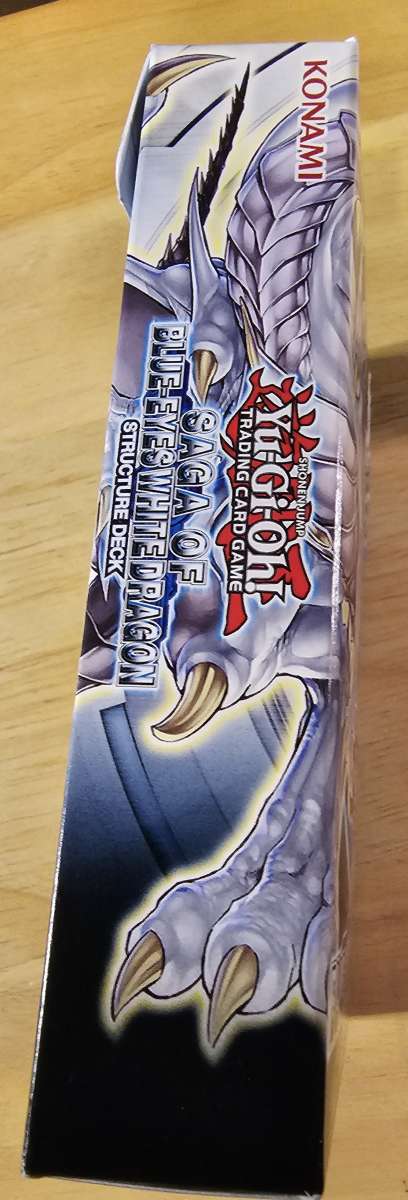 KONAMI
SHONEN JUMP
Yu-Gi-Oh!
TRADING CARD GAME
SAGA OF
BLUE-EYES WHITE DRAGON
STRUCTURE DECK